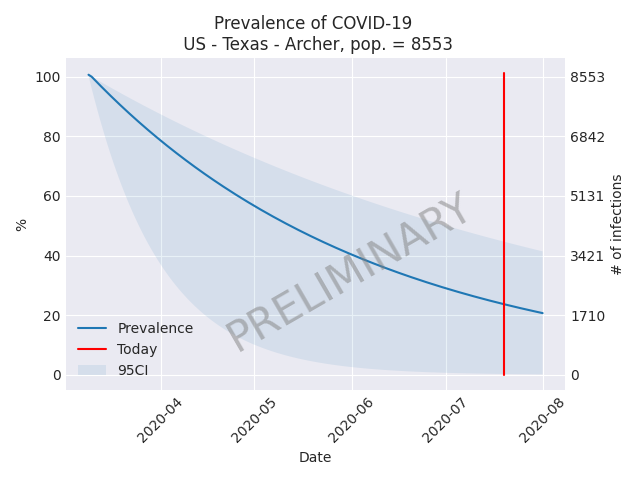 Prevalence of COVID-19
US - Texas - Archer, pop. = 8553
100
80
60
40
20
0
%
8553
6842
5131
3421
1710
0
# of infections
PRELIMINARY
Prevalence
Today
95CI
2020-04
2020-05
2020-06
2020-07
2020-08
Date